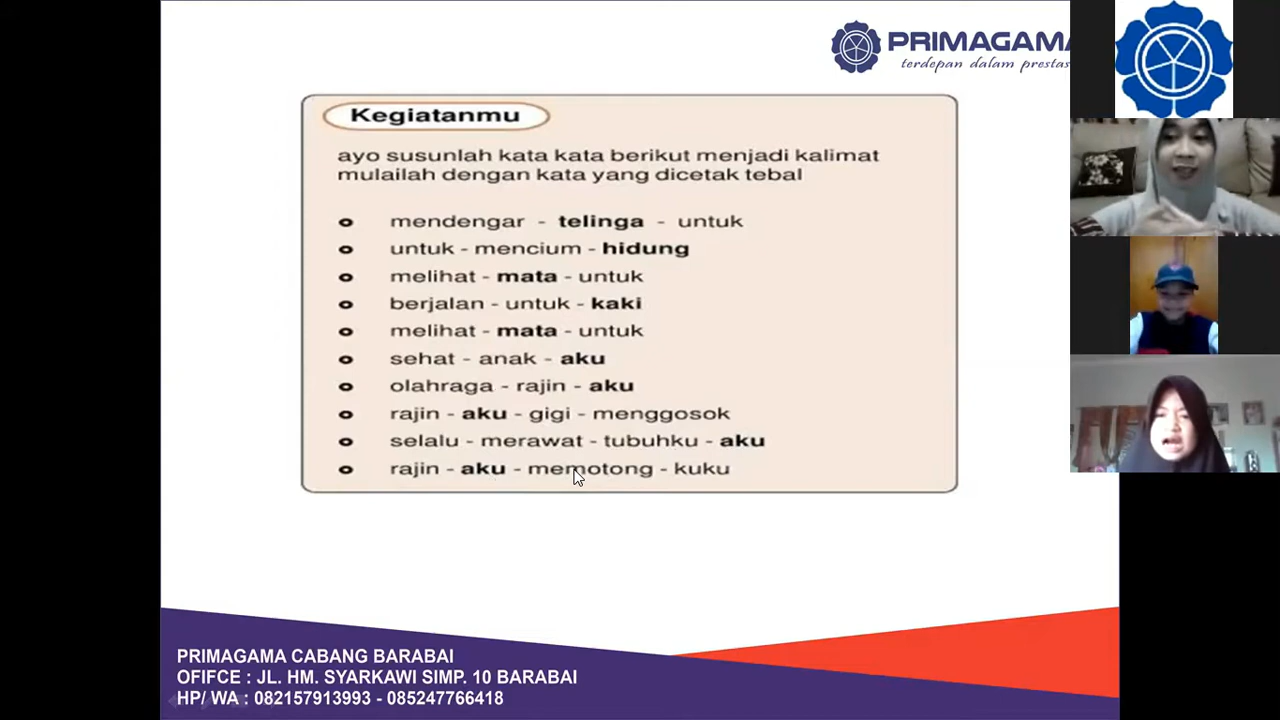 PRIMAGAMA
terdepan dalam prestas
Kegiatanmu
ayo susunlah kata kata berikut menjadi kalimat
mulailah dengan kata yang dicetak tebal
mendengar - telinga - untuk
untuk - mencium - hidung
melihat - mata - untuk
berjalan - untuk - kaki
melihat - mata - untuk
sehat - anak - aku
olahraga - rajin - aku
rajin - aku - gigi - menggosok
selalu - merawat - tubuhku - aku
rajin - aku - memotong - kuku
PRIMAGAMA CABANG BARABAI
OFIFCE : JL. HM. SYARKAWI SIMP. 10 BARABAI
HP/ WA : 082157913993 - 085247766418